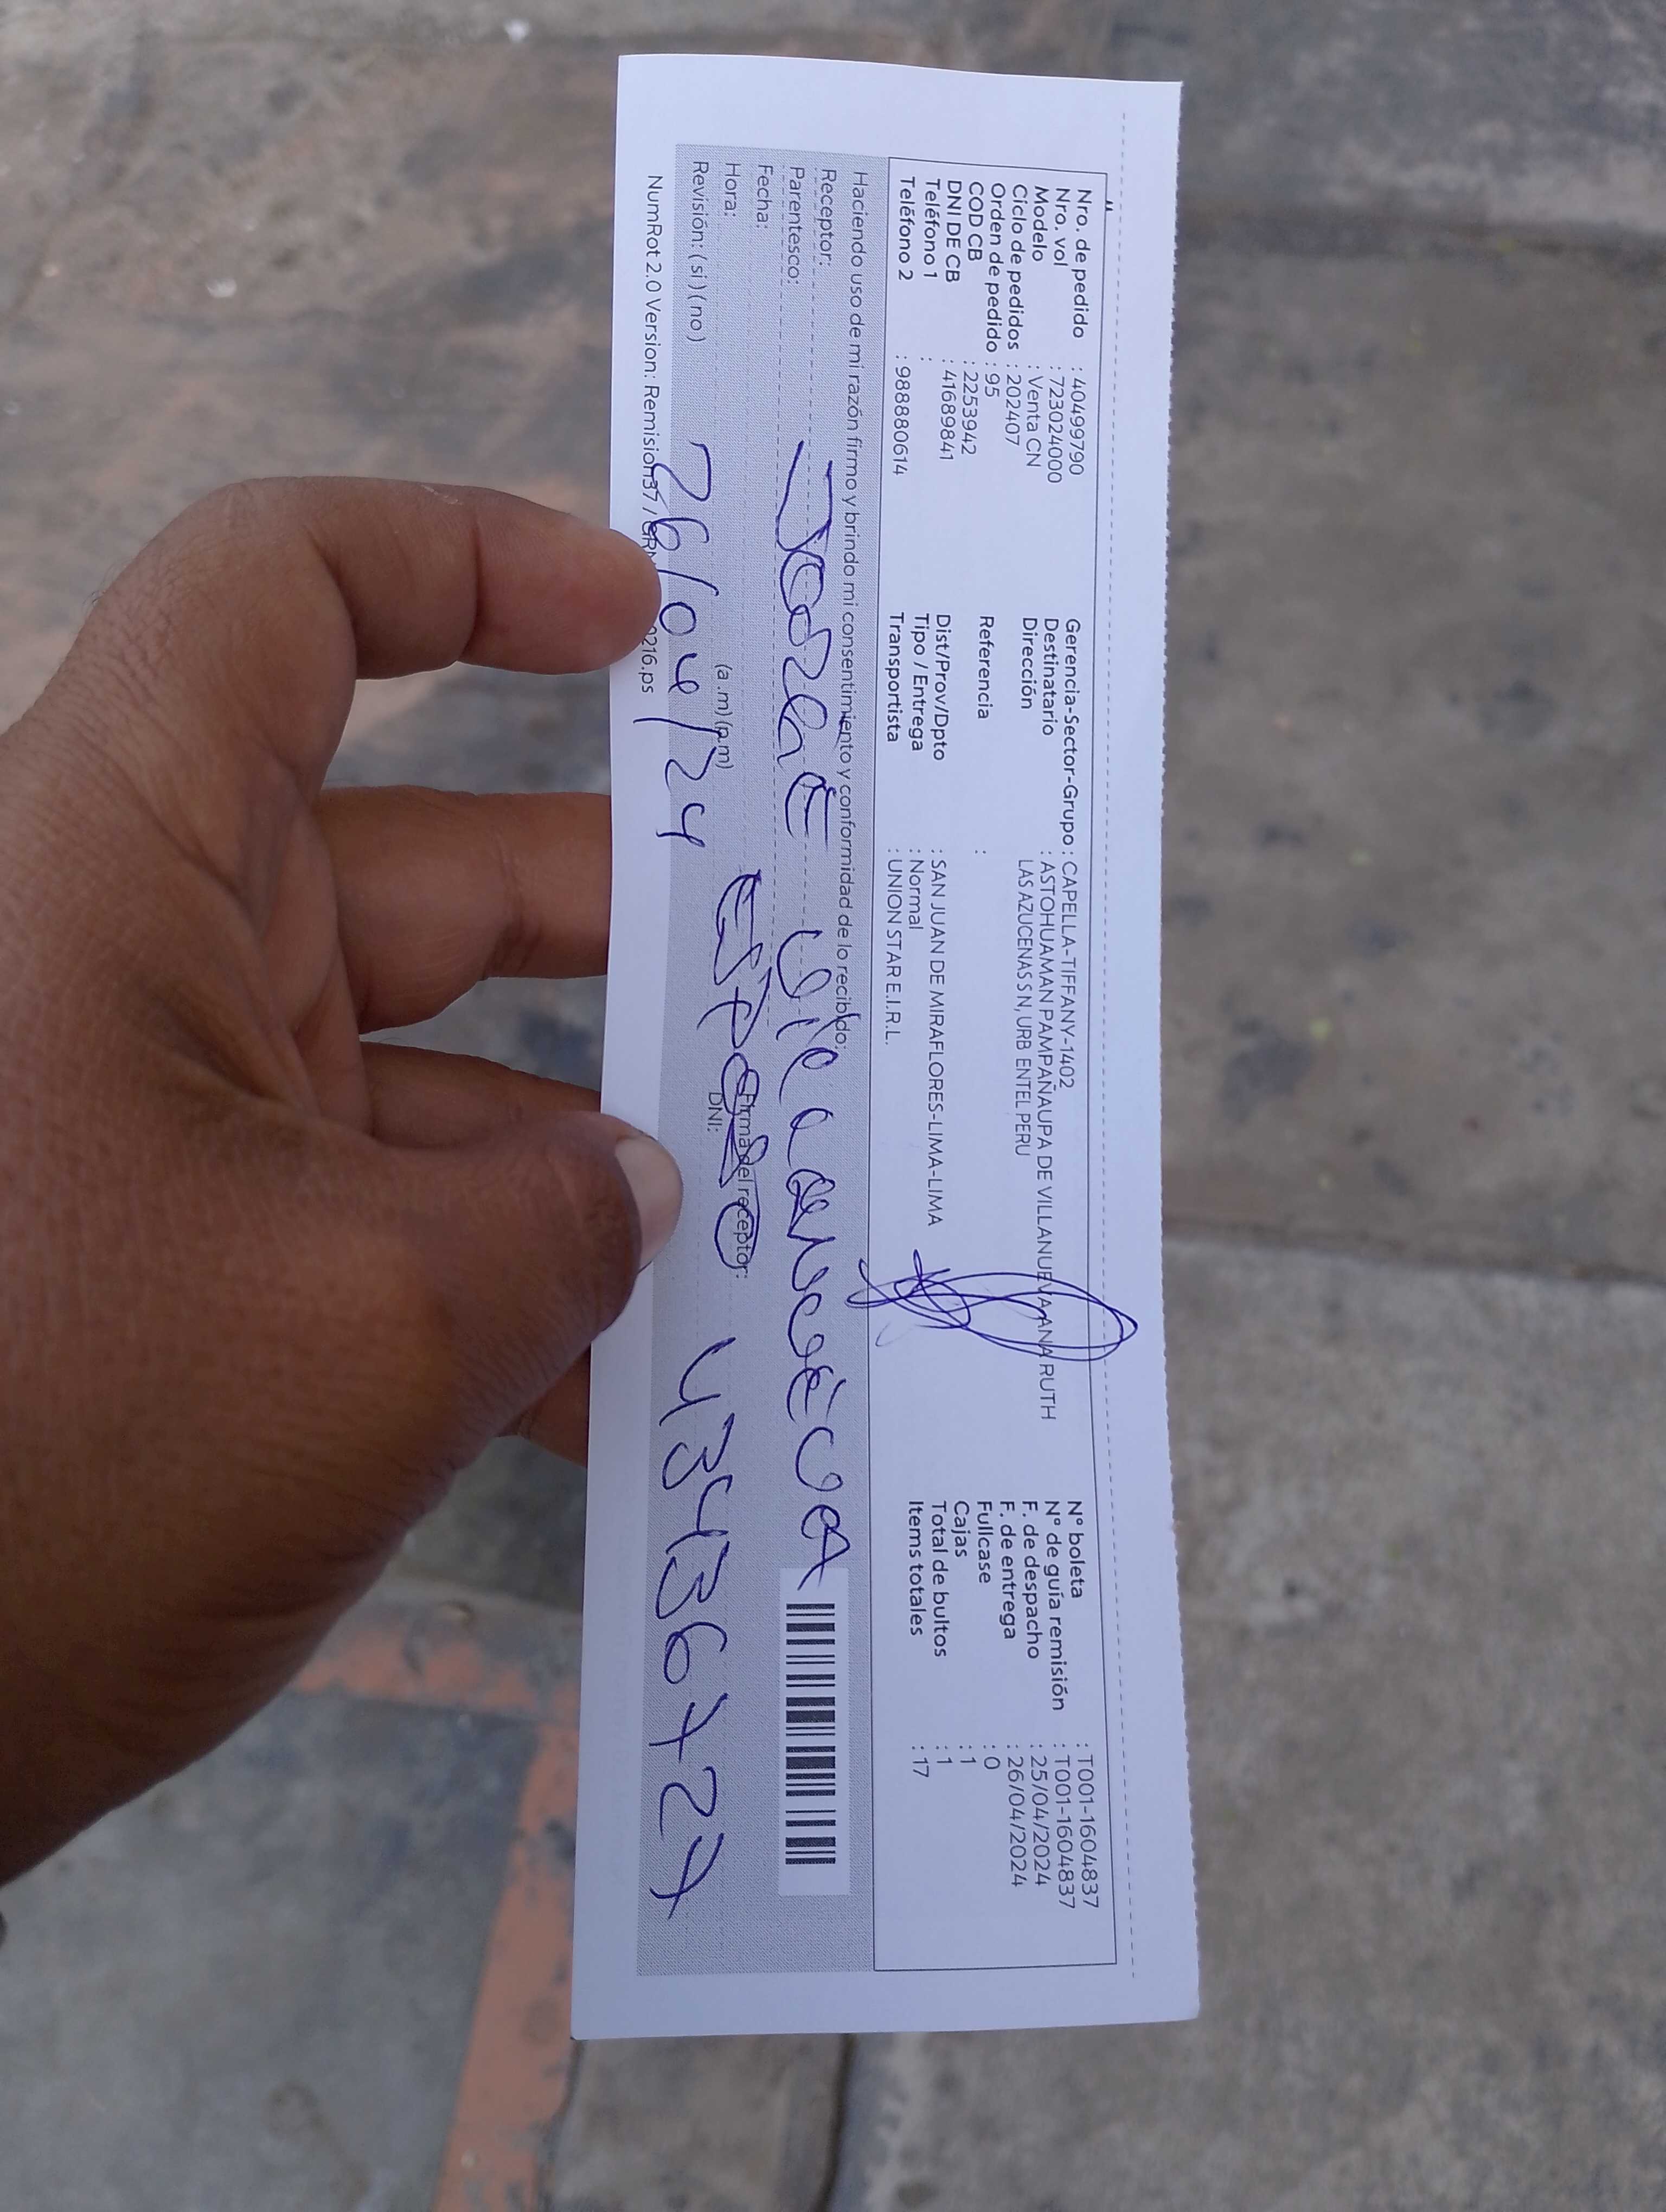 Nro. de pedido : 40499790
Nro. vol : 723024000
Modelo : Venta CN
Ciclo de pedidos : 202407
Orden de pedido : 95
COD CB : 2253942
DNI DE CB : 41689841
Teléfono 1 :
Teléfono 2 : 988880614
Gerencia-Sector-Grupo : CAPELLA-TIFFANY-1402
Destinatario : ASTOHUAMAN PAMPAÑAUPA DE VILLANUEVA ANA RUTH
Dirección LAS AZUCENAS S N, URB ENTEL PERU
Referencia :
Dist/Prov/Dpto : SAN JUAN DE MIRAFLORES-LIMA-LIMA
Tipo / Entrega : Normal
Transportista : UNION STAR E.I.R.L.
N° boleta : T001-1604837
N° de guía remisión : T001-1604837
F. de despacho : 25/04/2024
F. de entrega : 26/04/2024
Fullcase : 0
Cajas : 1
Total de bultos : 1
Items totales : 17
Haciendo uso de mi razón firmo y brindo mi consentimiento y conformidad de lo recibido:
Receptor:
Parentesco:
Fecha:
Hora: (a .m) (p.m)
Revisión: ( si ) ( no )
Firma del receptor:
DNI:
26/04/24
Esposo
43436727
NumRot 2.0 Version: Remision37 / 0216.ps